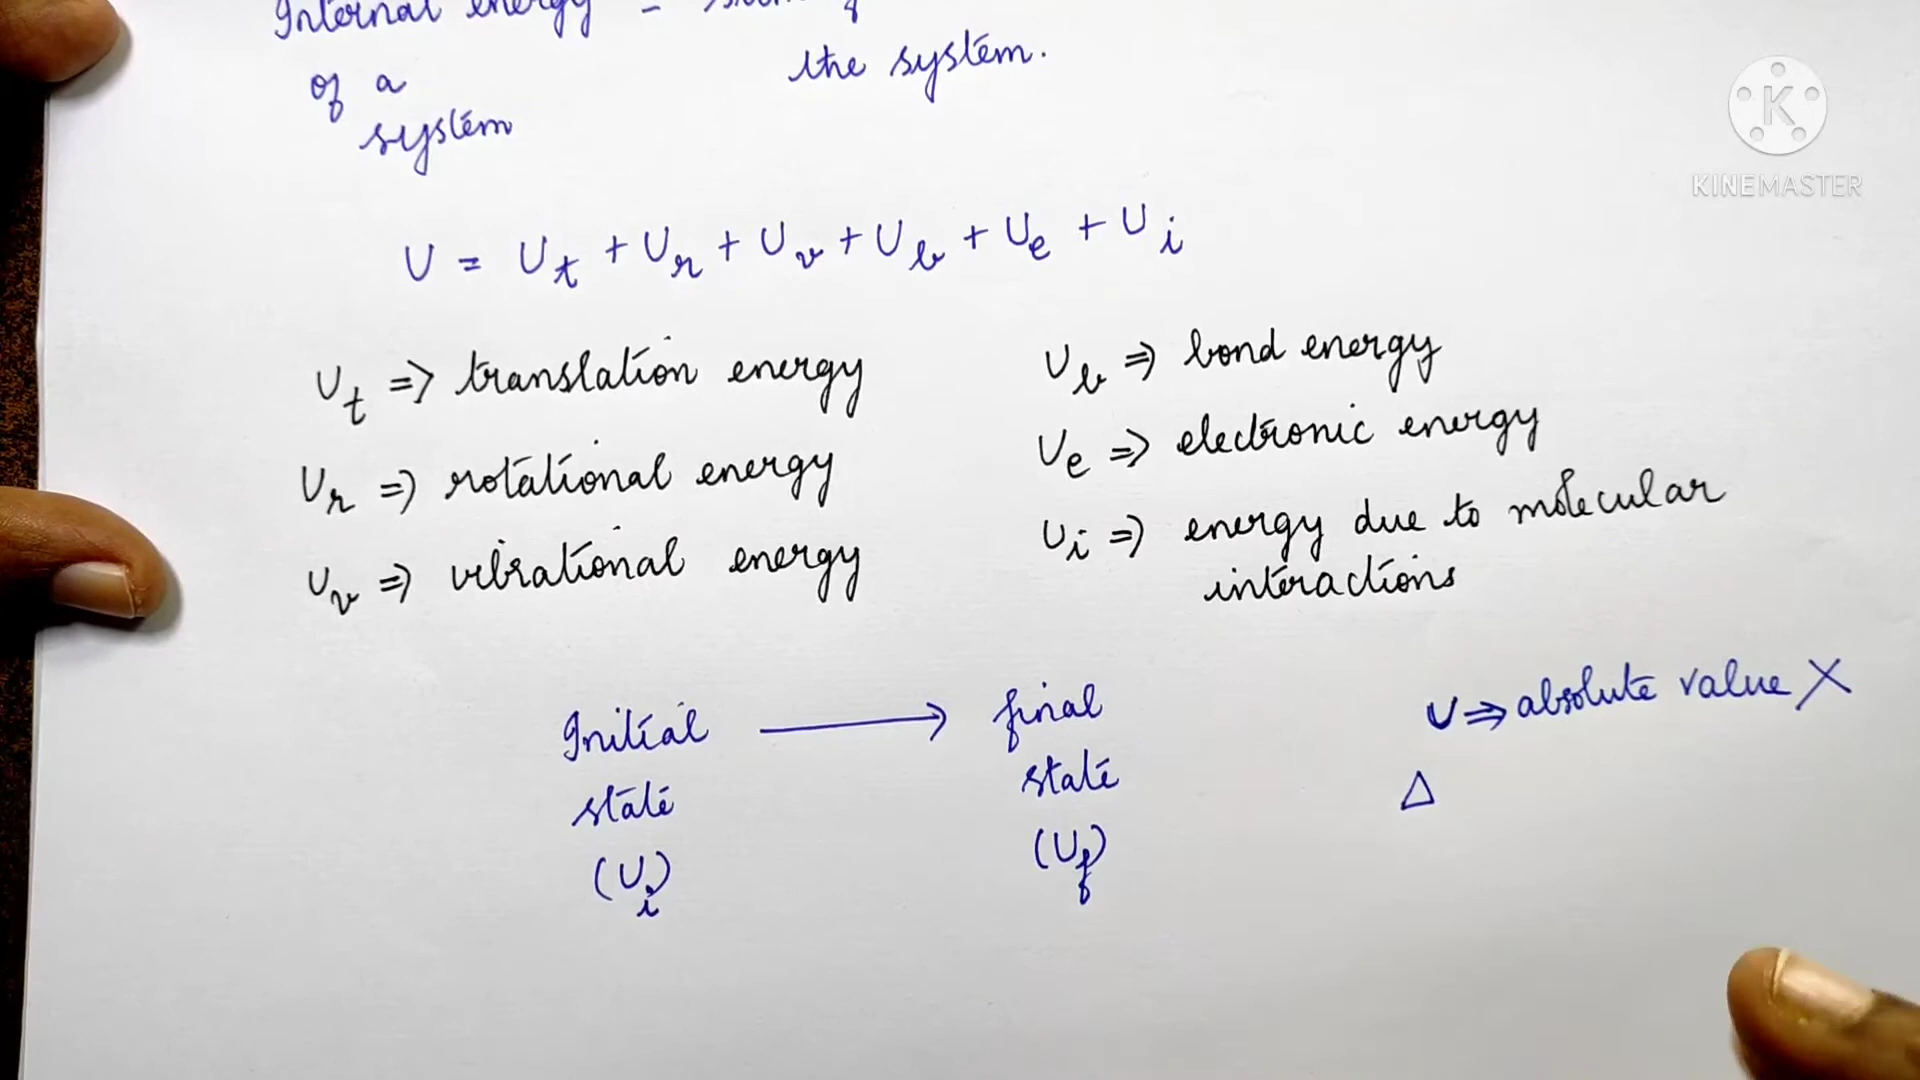 Internal energy =
of a
system
the system.
KINEMASTER
U = Ut + Ur + Uv + Ub + Ue + Ui
Ut => translation energy
Ur => rotational energy
Uv => vibrational energy
Ub => bond energy
Ue => electronic energy
Ui => energy due to molecular
interactions
Initial ⟶ final
state state
(Ui) (Uf)
U => absolute value X
Δ